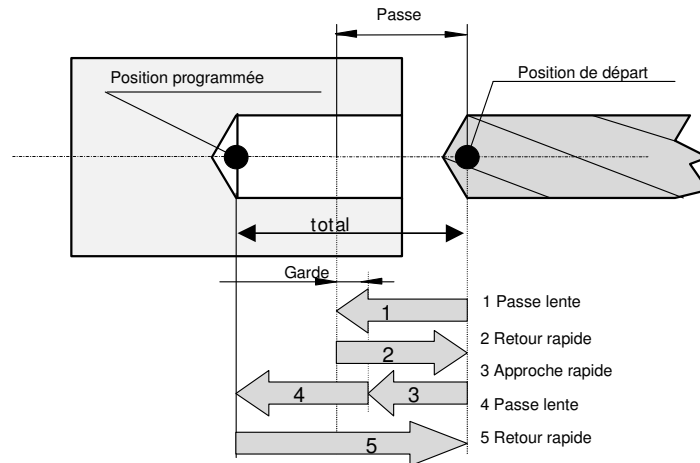 Passe
Position programmée
Position de départ
total
Garde
1
1 Passe lente
2
2 Retour rapide
3 Approche rapide
4
3
4 Passe lente
5
5 Retour rapide